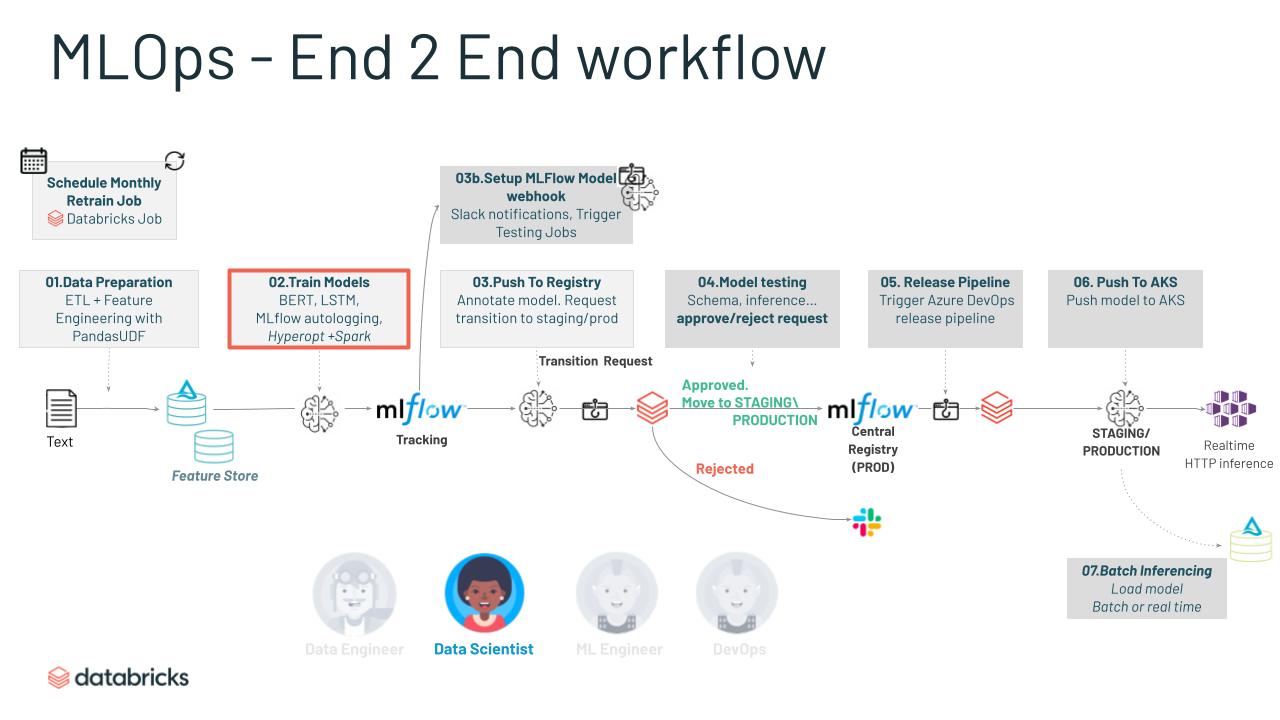 MLOps - End 2 End workflow
Schedule Monthly
Retrain Job
Databricks Job
03b.Setup MLFlow Model
webhook
Slack notifications, Trigger
Testing Jobs
01.Data Preparation
ETL + Feature
Engineering with
PandasUDF
02.Train Models
BERT, LSTM,
MLflow autologging,
Hyperopt +Spark
03.Push To Registry
Annotate model. Request
transition to staging/prod
04.Model testing
Schema, inference...
approve/reject request
05. Release Pipeline
Trigger Azure DevOps
release pipeline
06. Push To AKS
Push model to AKS
Transition Request
Text
Feature Store
mlflow
Tracking
Approved.
Move to STAGING\
PRODUCTION
Rejected
mlflow
Central
Registry
(PROD)
STAGING/
PRODUCTION
Realtime
HTTP inference
07.Batch Inferencing
Load model
Batch or real time
Data Engineer
Data Scientist
ML Engineer
DevOps
databricks